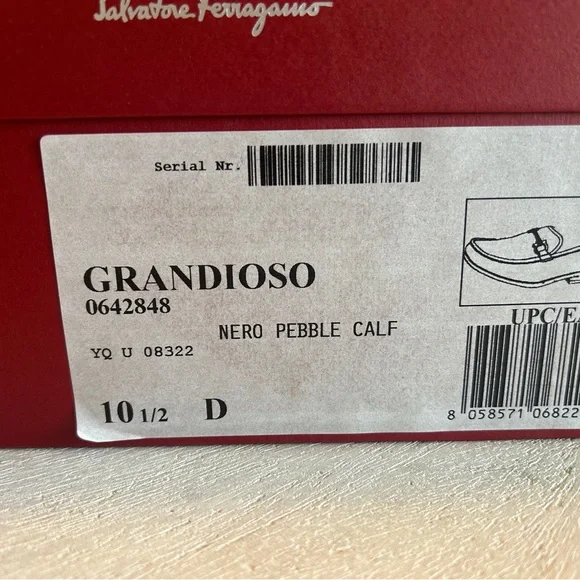 Salvatore Ferragamo
Serial Nr.
GRANDIOSO
0642848
NERO PEBBLE CALF
UPC/EA
YQ U 08322
10 1/2 D
8 058571 06822